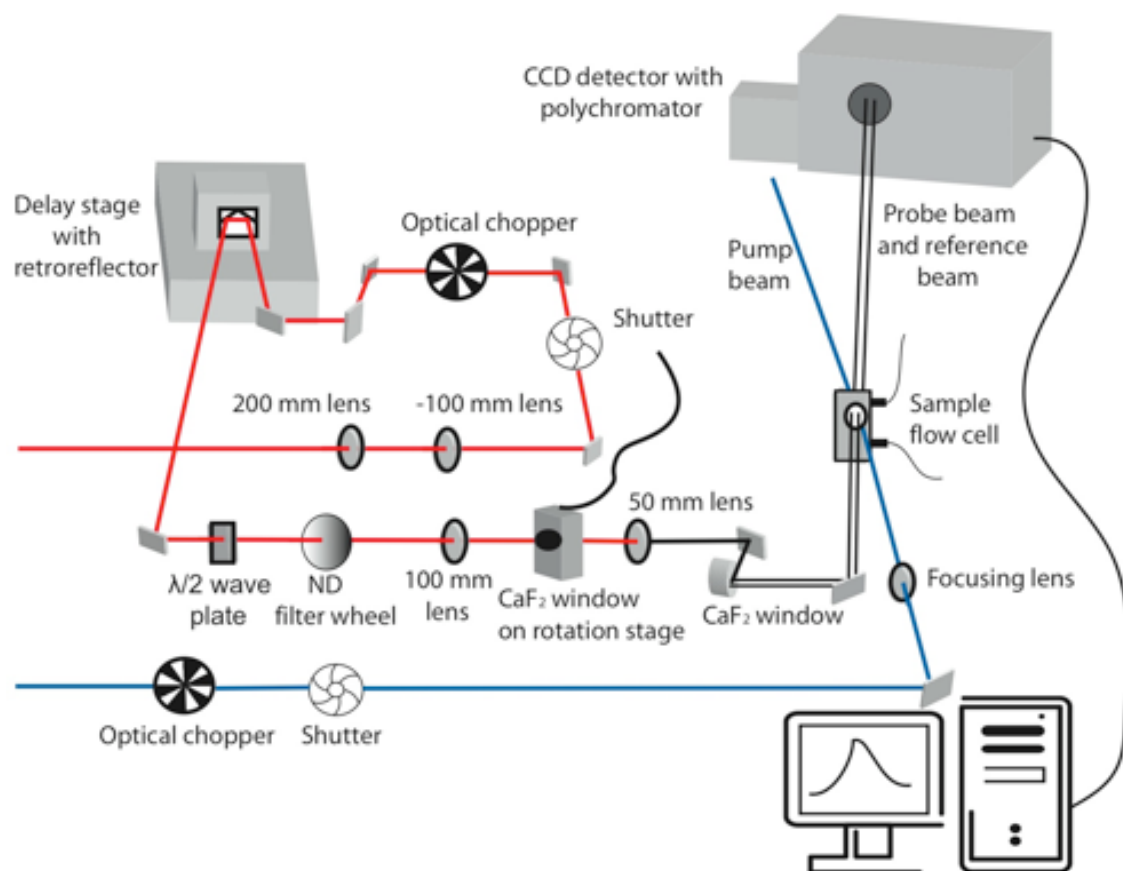 CCD detector with
polychromator
Delay stage
with
retroreflector
Optical chopper
Pump
beam
Probe beam
and reference
beam
Shutter
200 mm lens
-100 mm lens
Sample
flow cell
50 mm lens
λ/2 wave
plate
ND
filter wheel
100 mm
lens
CaF₂ window
on rotation stage
CaF₂ window
Focusing lens
Optical chopper
Shutter